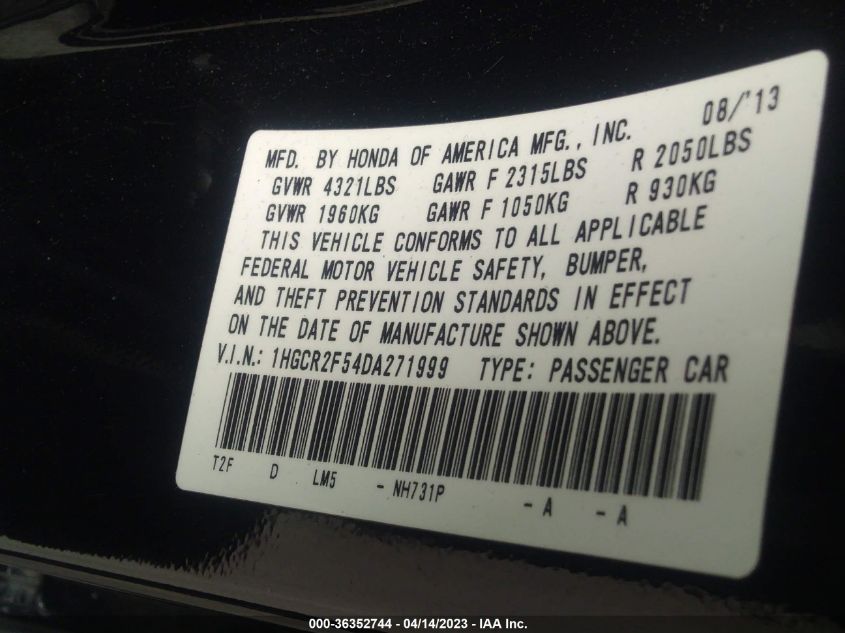 08/'13
MFD. BY HONDA OF AMERICA MFG., INC.
GVWR 4321LBS GAWR F 2315LBS R 2050LBS
GVWR 1960KG GAWR F 1050KG R 930KG
THIS VEHICLE CONFORMS TO ALL APPLICABLE
FEDERAL MOTOR VEHICLE SAFETY, BUMPER,
AND THEFT PREVENTION STANDARDS IN EFFECT
ON THE DATE OF MANUFACTURE SHOWN ABOVE.
V.I.N.: 1HGCR2F54DA271999 TYPE: PASSENGER CAR
T2F D LM5 - NH731P - A - A
000-36352744 / 04/14/2023 - IAA Inc.